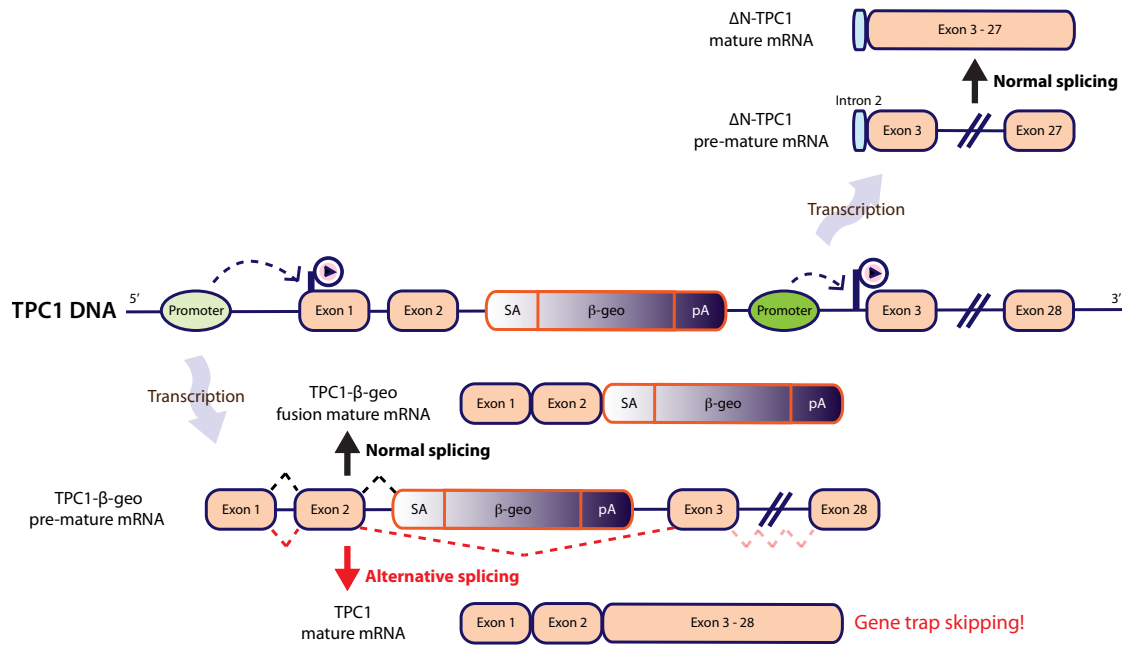 ΔN-TPC1
mature mRNA
Exon 3 - 27
Normal splicing
Intron 2
ΔN-TPC1
pre-mature mRNA
Exon 3
Exon 27
Transcription
TPC1 DNA
5′
Promoter
Exon 1
Exon 2
SA
β-geo
pA
Promoter
Exon 3
Exon 28
3′
Transcription
TPC1-β-geo
fusion mature mRNA
Exon 1
Exon 2
SA
β-geo
pA
Normal splicing
TPC1-β-geo
pre-mature mRNA
Exon 1
Exon 2
SA
β-geo
pA
Exon 3
Exon 28
Alternative splicing
TPC1
mature mRNA
Exon 1
Exon 2
Exon 3 - 28
Gene trap skipping!